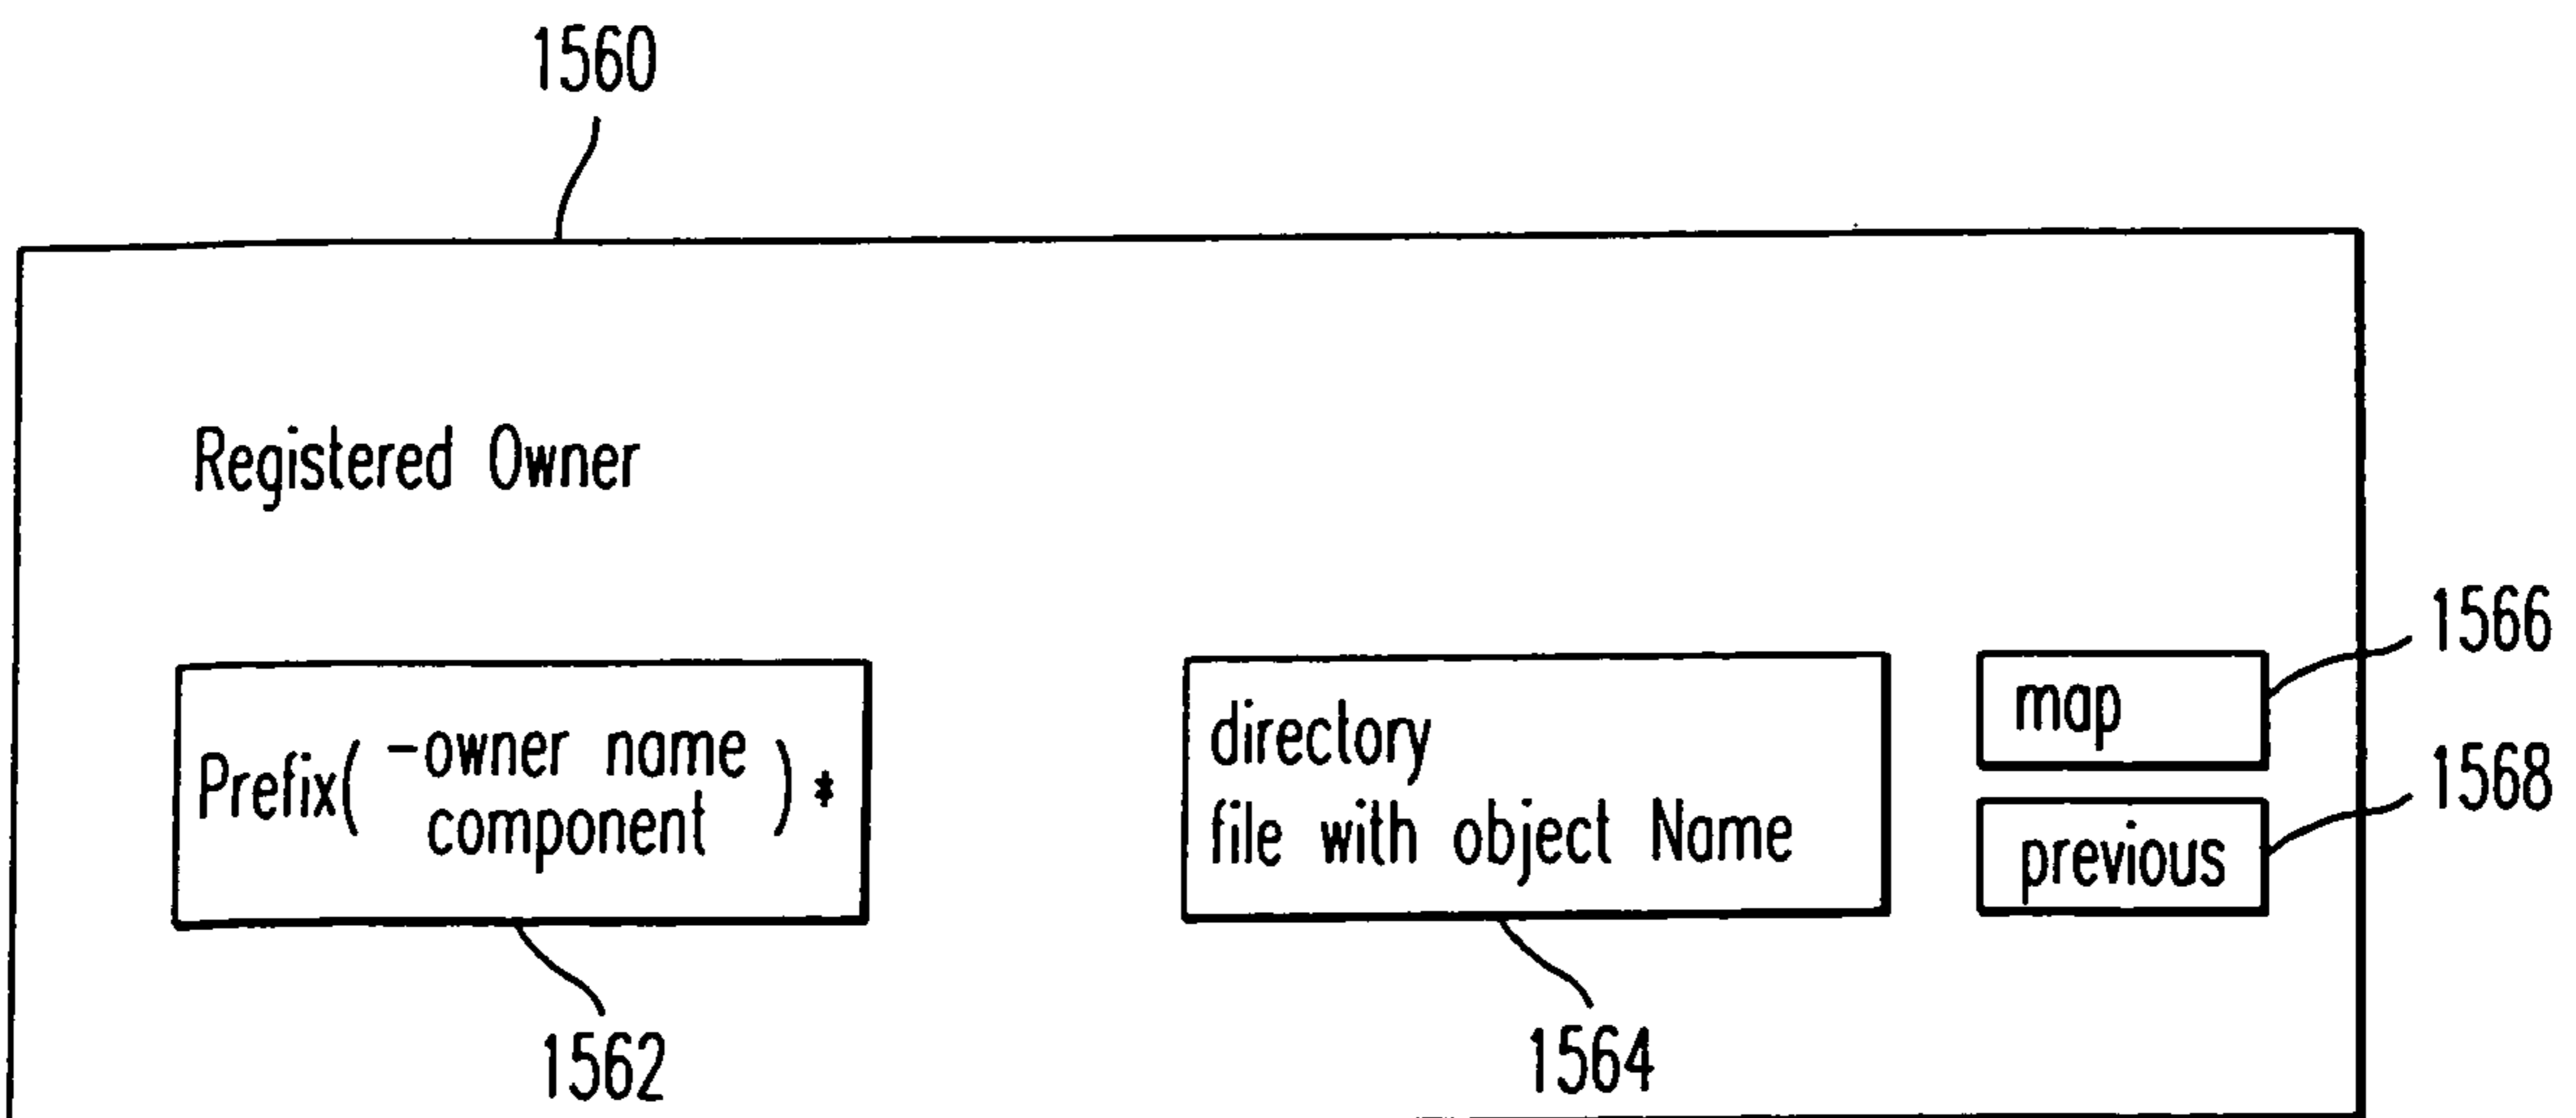 1560
Registered Owner
1566
map
Prefix( -owner name component )*
directory
file with object Name
1568
previous
1562
1564